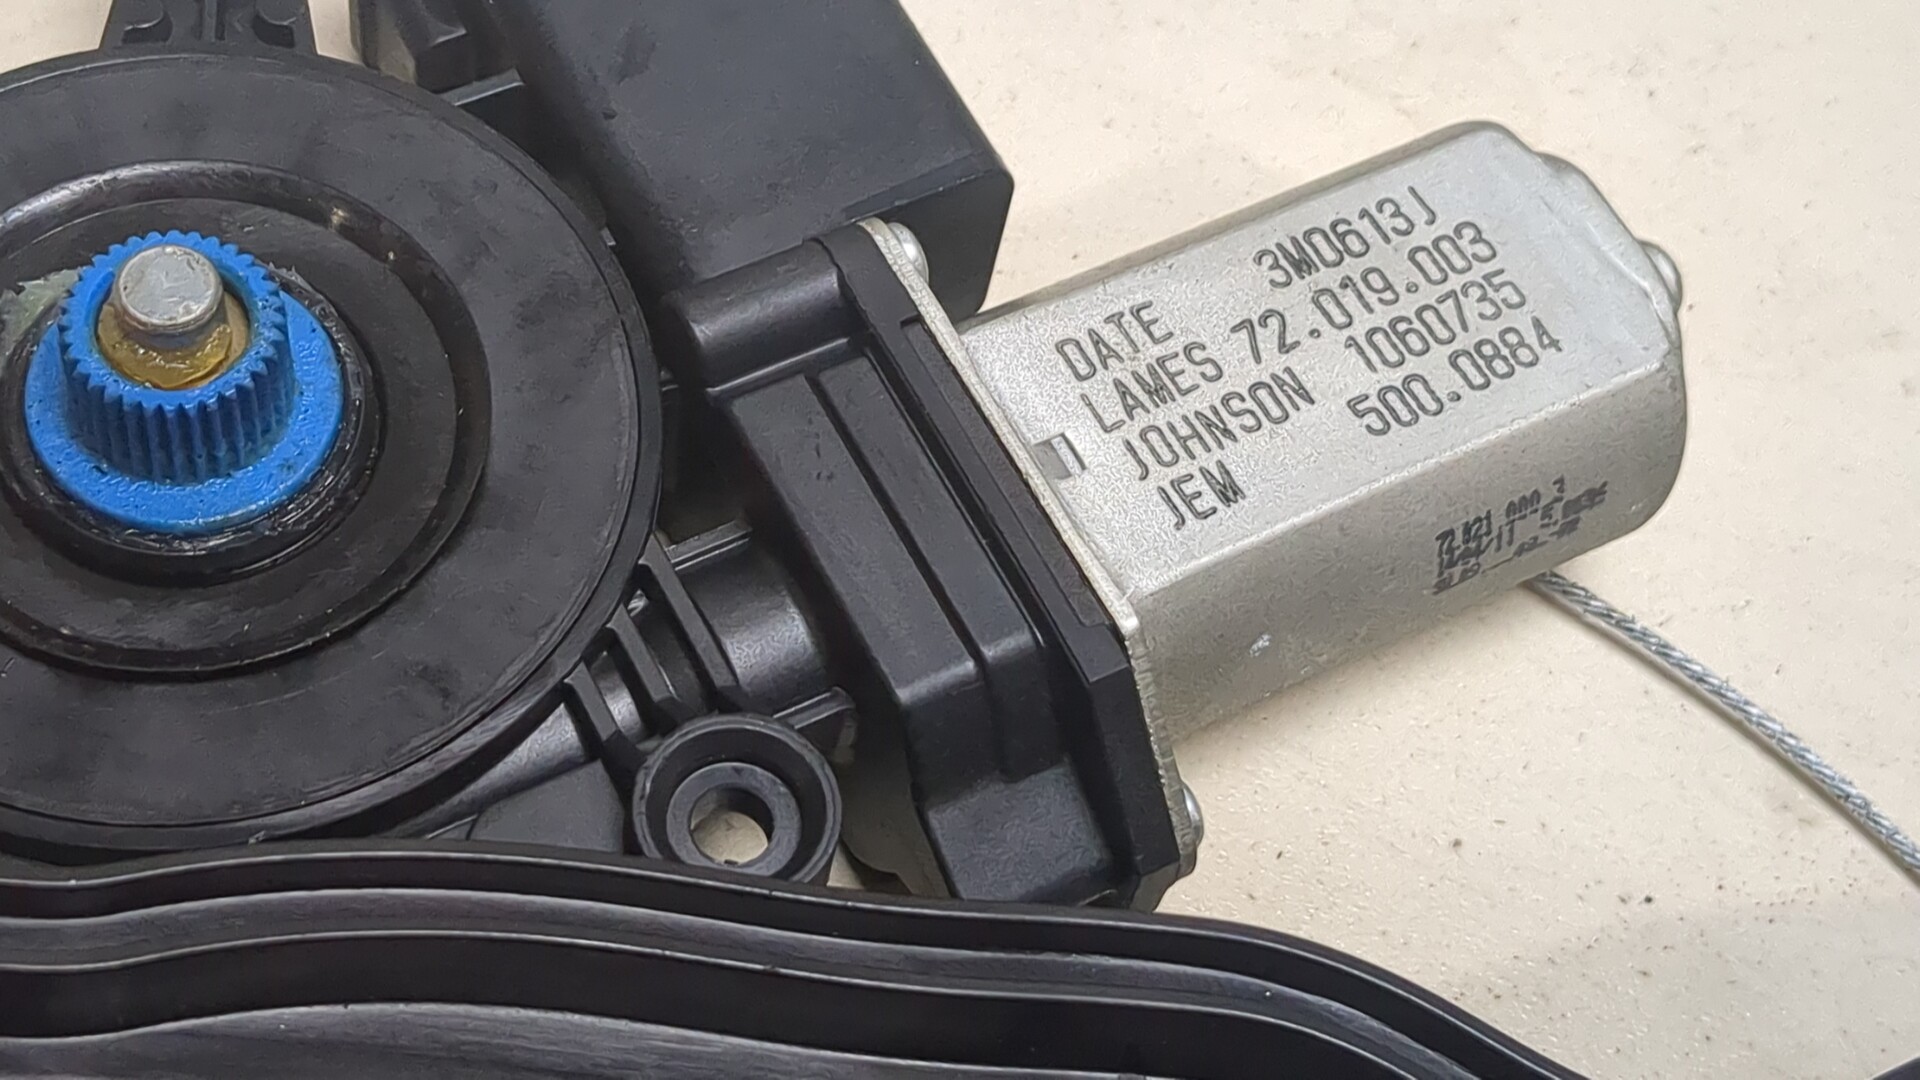 DATE 3M0613J
LAMES 72.019.003
JOHNSON 1060735
JEM 500.0884